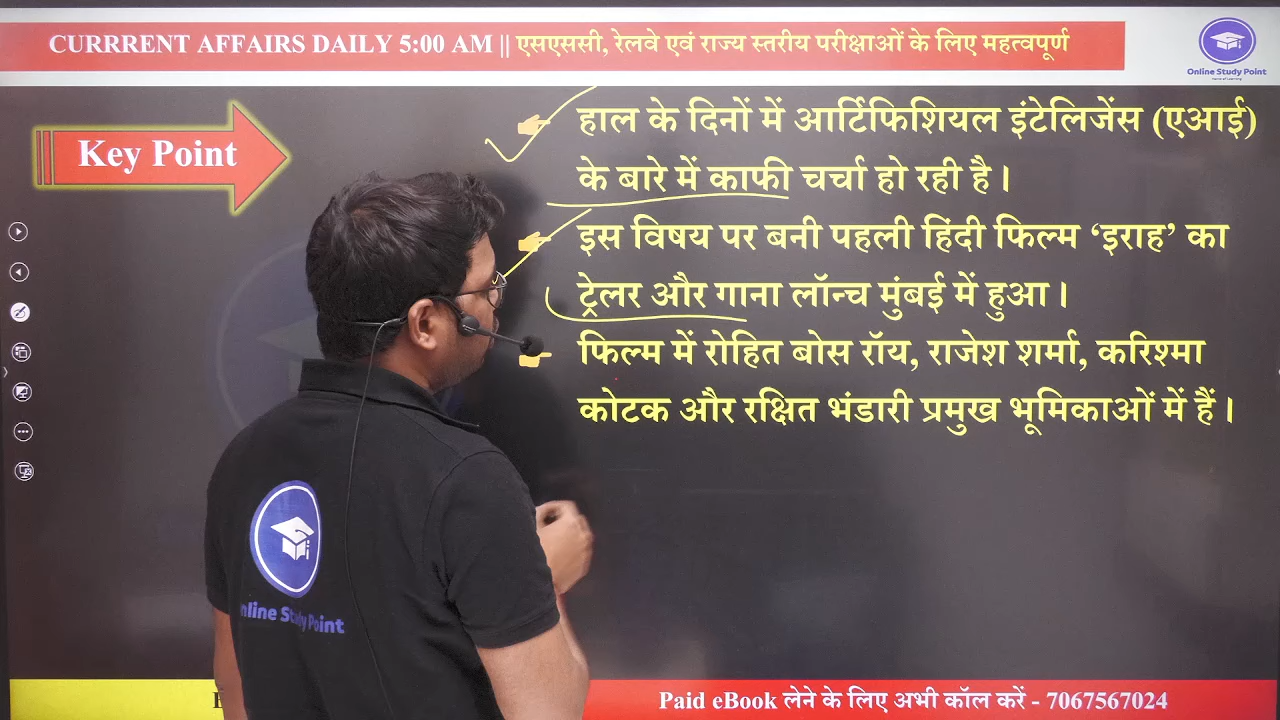 CURRRENT AFFAIRS DAILY 5:00 AM || एसएससी, रेलवे एवं राज्य स्तरीय परीक्षाओं के लिए महत्वपूर्ण
Online Study Point
Key Point
हाल के दिनों में आर्टिफिशियल इंटेलिजेंस (एआई)
के बारे में काफी चर्चा हो रही है।
इस विषय पर बनी पहली हिंदी फिल्म ‘इराह’ का
ट्रेलर और गाना लॉन्च मुंबई में हुआ।
फिल्म में रोहित बोस रॉय, राजेश शर्मा, करिश्मा
कोटक और रक्षित भंडारी प्रमुख भूमिकाओं में हैं।
nline Study Point
Paid eBook लेने के लिए अभी कॉल करें - 7067567024